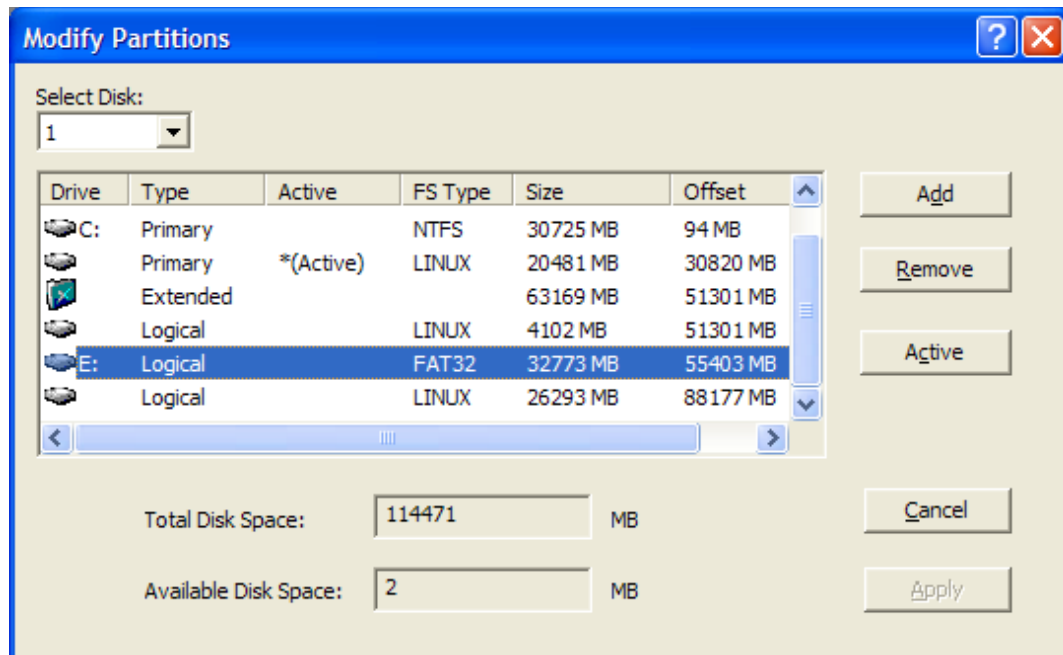 Modify Partitions
Select Disk:
1
Drive Type Active FS Type Size Offset
C: Primary NTFS 30725 MB 94 MB
Primary *(Active) LINUX 20481 MB 30820 MB
Extended 63169 MB 51301 MB
Logical LINUX 4102 MB 51301 MB
E: Logical FAT32 32773 MB 55403 MB
Logical LINUX 26293 MB 88177 MB
Add
Remove
Active
Total Disk Space: 114471 MB
Available Disk Space: 2 MB
Cancel
Apply